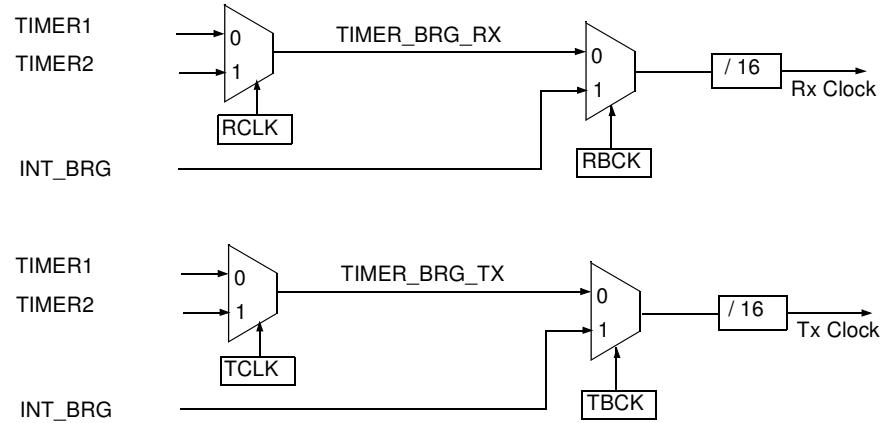 TIMER1
TIMER_BRG_RX
0
0
TIMER2
1
/ 16
1
Rx Clock
RCLK
RBCK
INT_BRG
TIMER1
TIMER_BRG_TX
0
0
TIMER2
1
/ 16
1
Tx Clock
TCLK
TBCK
INT_BRG